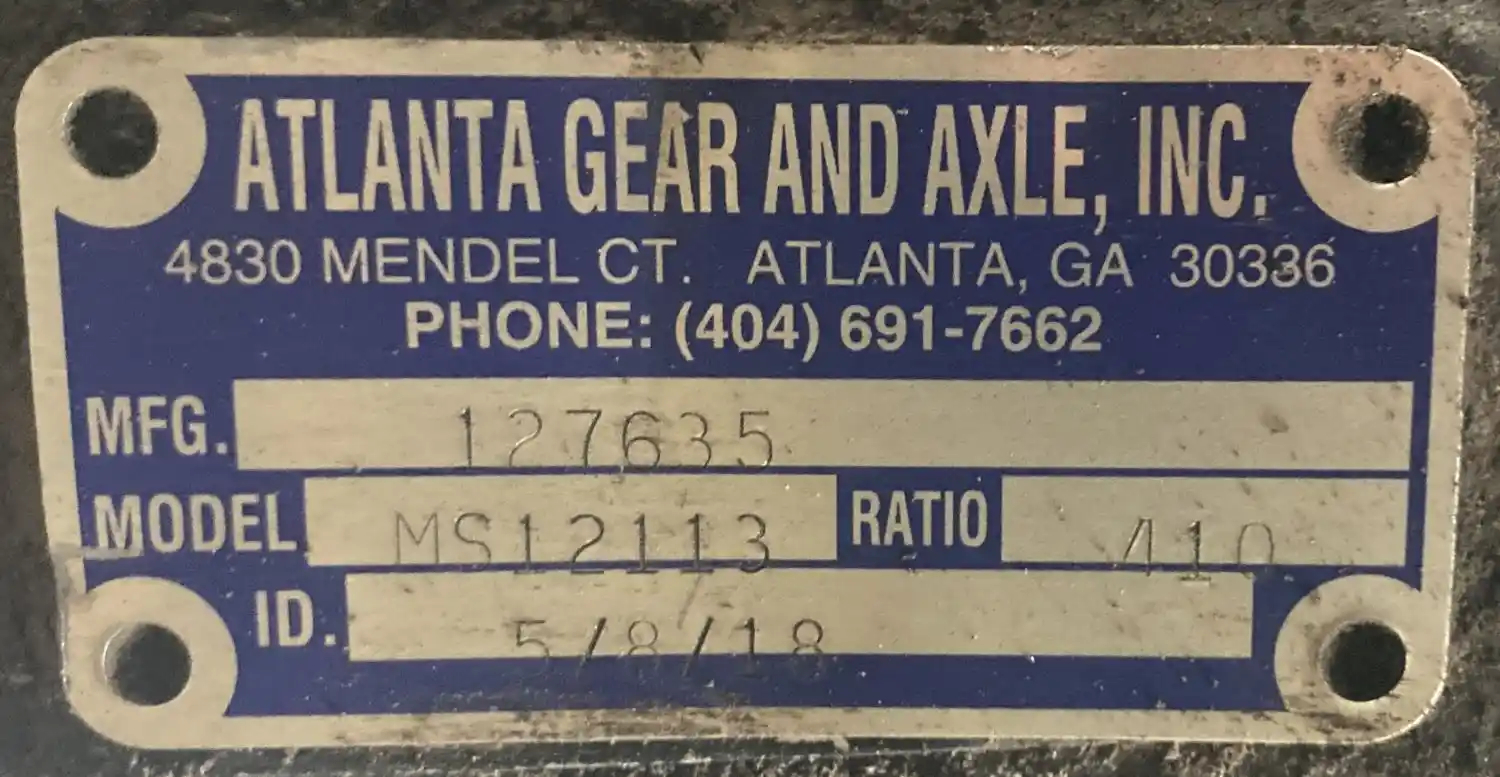 ATLANTA GEAR AND AXLE, INC.
4830 MENDEL CT. ATLANTA, GA 30336
PHONE: (404) 691-7662
MFG. 127635
MODEL MS12113 RATIO 410
ID. 5/8/18